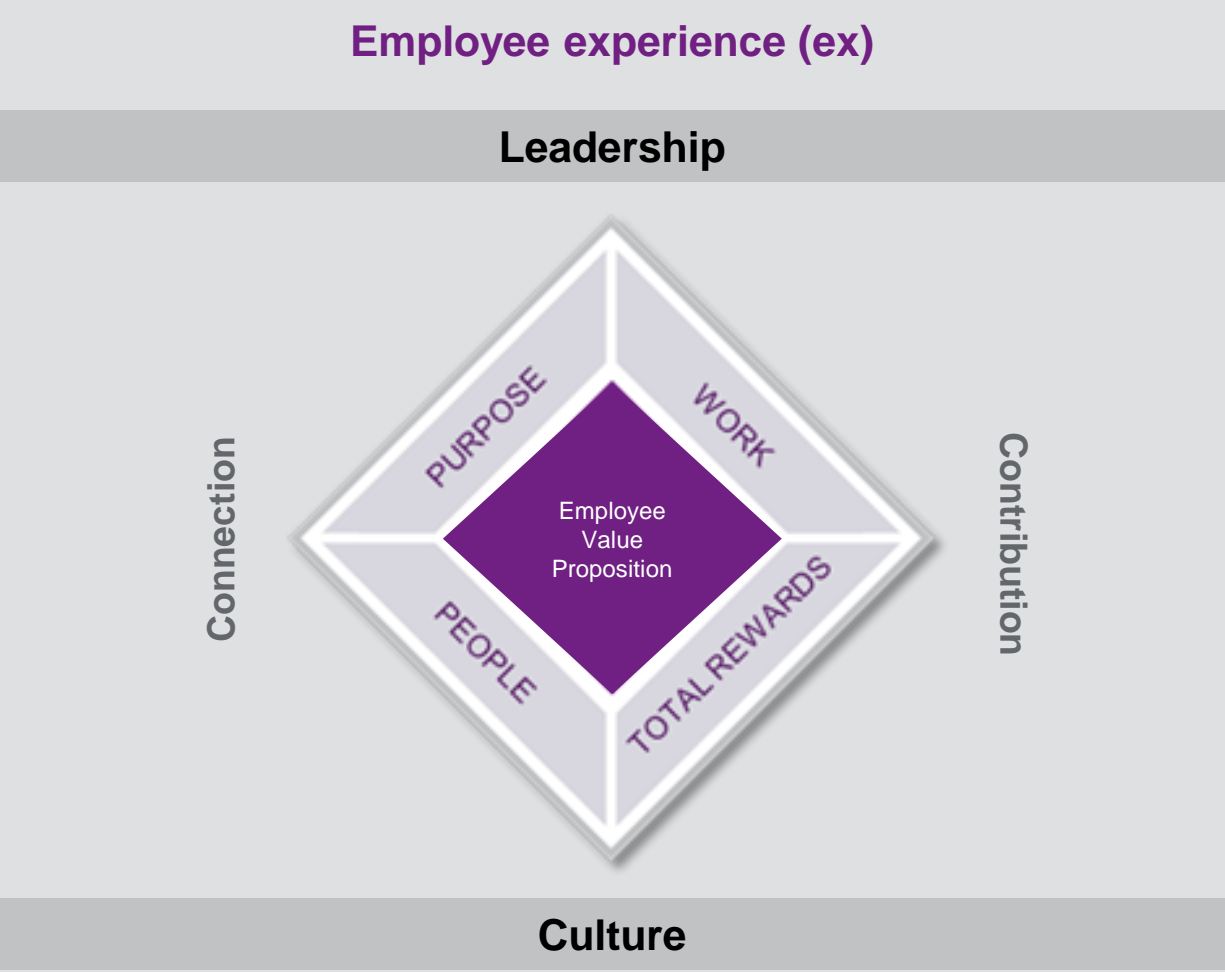 Employee experience (ex)
Leadership
PURPOSE
WORK
Connection
Employee
Value
Proposition
Contribution
PEOPLE
TOTAL REWARDS
Culture